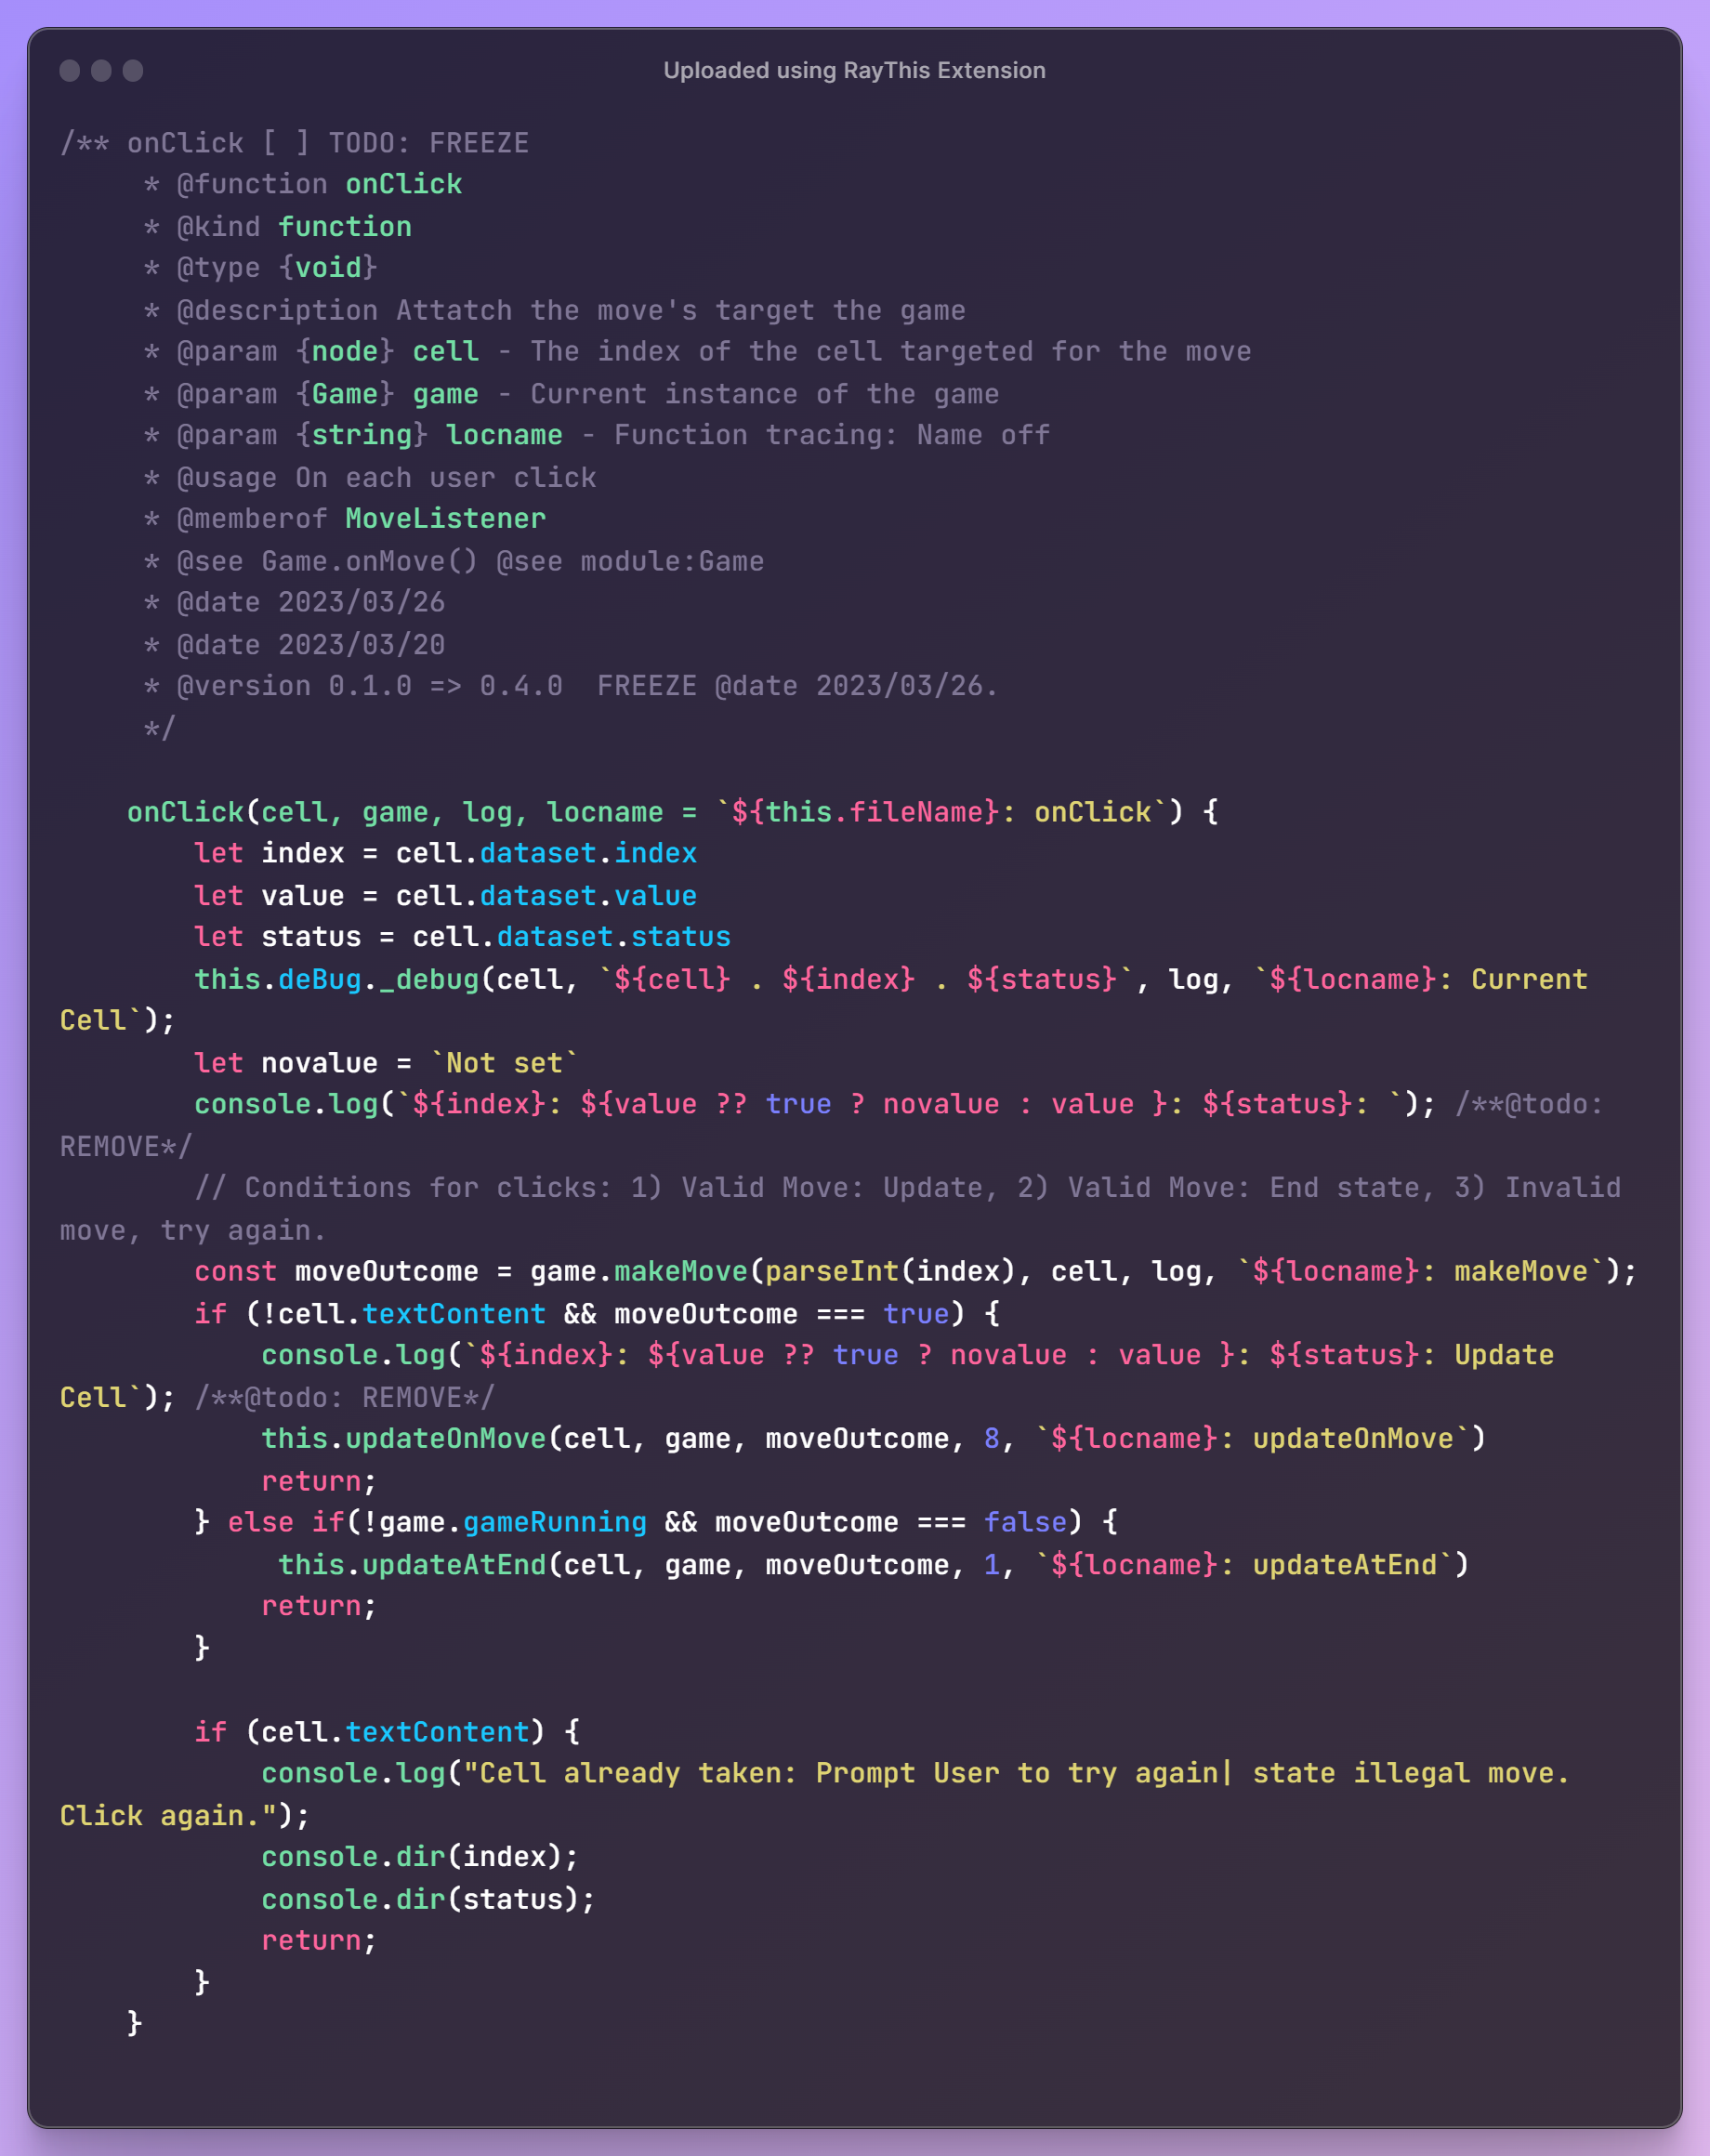 Uploaded using RayThis Extension
/** onClick [ ] TODO: FREEZE
     * @function onClick
     * @kind function
     * @type {void}
     * @description Attatch the move's target the game
     * @param {node} cell - The index of the cell targeted for the move
     * @param {Game} game - Current instance of the game
     * @param {string} locname - Function tracing: Name off
     * @usage On each user click
     * @memberof MoveListener
     * @see Game.onMove() @see module:Game
     * @date 2023/03/26
     * @date 2023/03/20
     * @version 0.1.0 => 0.4.0  FREEZE @date 2023/03/26.
     */

    onClick(cell, game, log, locname = `${this.fileName}: onClick`) {
        let index = cell.dataset.index
        let value = cell.dataset.value
        let status = cell.dataset.status
        this.deBug._debug(cell, `${cell} . ${index} . ${status}`, log, `${locname}: Current
Cell`);
        let novalue = `Not set`
        console.log(`${index}: ${value ?? true ? novalue : value }: ${status}: `); /**@todo:
REMOVE*/
        // Conditions for clicks: 1) Valid Move: Update, 2) Valid Move: End state, 3) Invalid
move, try again.
        const moveOutcome = game.makeMove(parseInt(index), cell, log, `${locname}: makeMove`);
        if (!cell.textContent && moveOutcome === true) {
            console.log(`${index}: ${value ?? true ? novalue : value }: ${status}: Update
Cell`); /**@todo: REMOVE*/
            this.updateOnMove(cell, game, moveOutcome, 8, `${locname}: updateOnMove`)
            return;
        } else if(!game.gameRunning && moveOutcome === false) {
             this.updateAtEnd(cell, game, moveOutcome, 1, `${locname}: updateAtEnd`)
            return;
        }

        if (cell.textContent) {
            console.log("Cell already taken: Prompt User to try again| state illegal move.
Click again.");
            console.dir(index);
            console.dir(status);
            return;
        }
    }